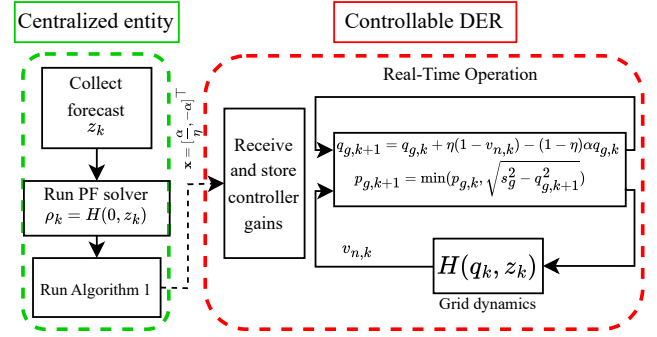 Centralized entity
Controllable DER
Collect
forecast
z_k
Run PF solver
ρ_k = H(0, z_k)
Run Algorithm 1
x = [α/η, −α]^⊤
Receive
and store
controller
gains
Real-Time Operation
q_{g,k+1} = q_{g,k} + η(1 − v_{n,k}) − (1 − η)αq_{g,k}
p_{g,k+1} = min(p_{g,k}, √(s_g^2 − q_{g,k+1}^2))
v_{n,k}
H(q_k, z_k)
Grid dynamics